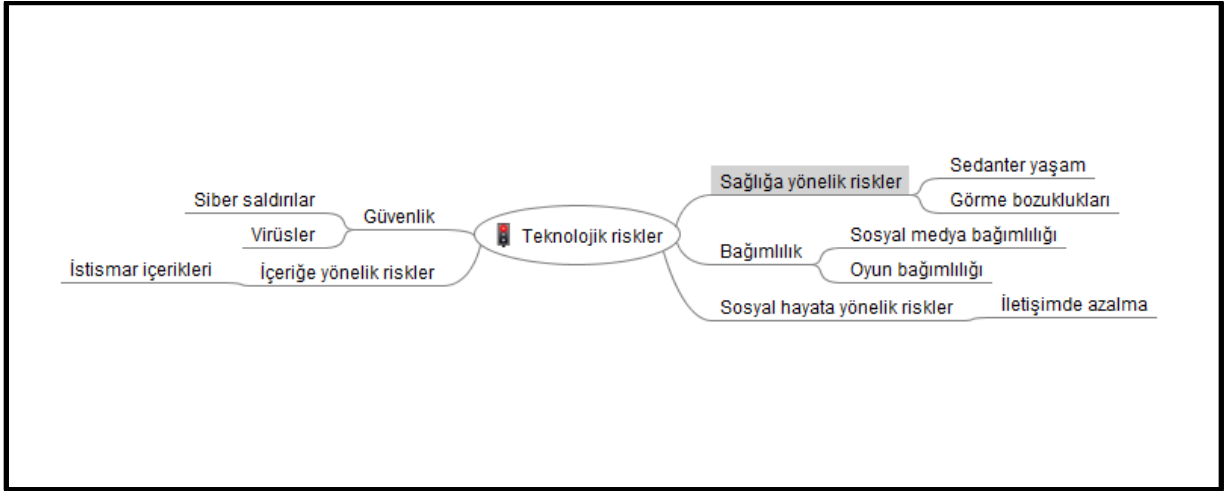 Teknolojik riskler
Sağlığa yönelik riskler
Sedanter yaşam
Görme bozuklukları
Bağımlılık
Sosyal medya bağımlılığı
Oyun bağımlılığı
Sosyal hayata yönelik riskler
İletişimde azalma
Güvenlik
Siber saldırılar
Virüsler
İçeriğe yönelik riskler
İstismar içerikleri